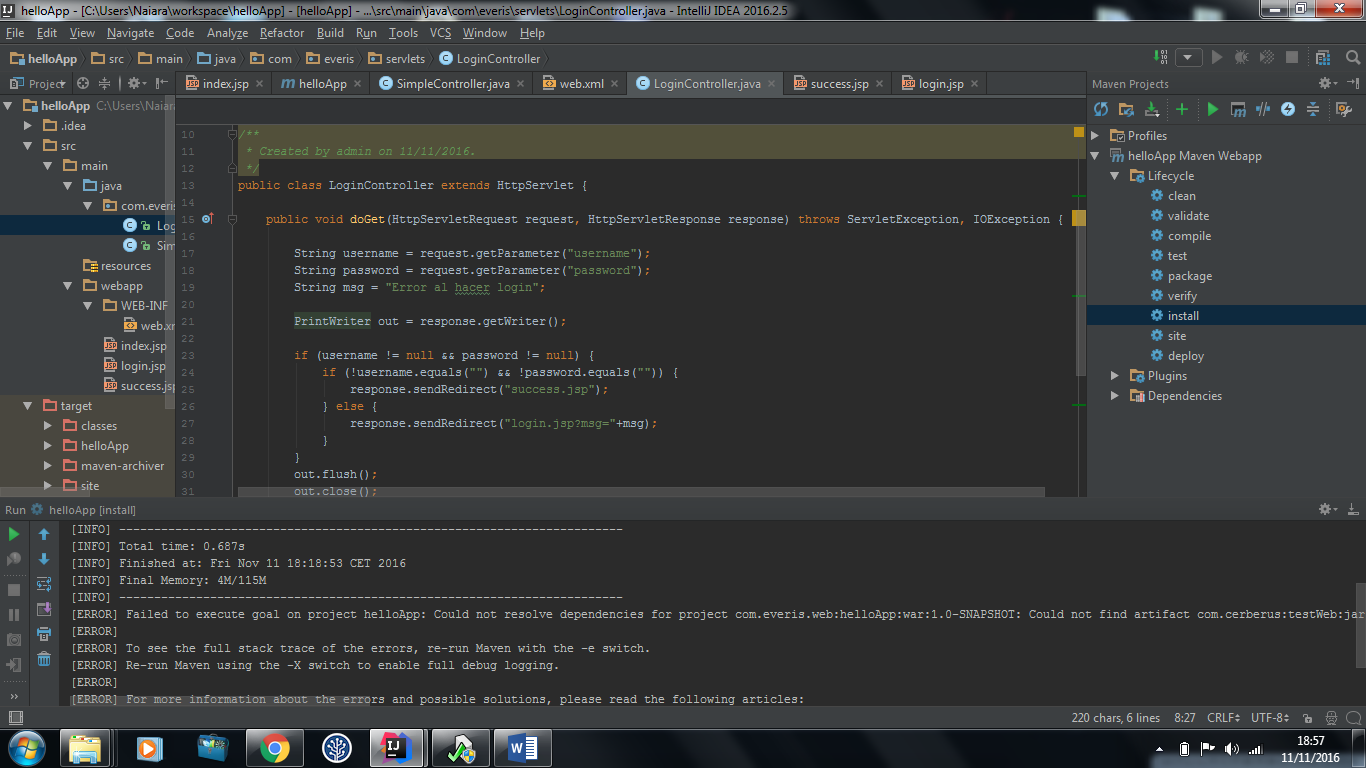 helloApp - [C:\Users\Naiara\workspace\helloApp] - [helloApp] - ...\src\main\java\com\everis\servlets\LoginController.java - IntelliJ IDEA 2016.2.5
File Edit View Navigate Code Analyze Refactor Build Run Tools VCS Window Help
helloApp src main java com everis servlets LoginController
Project
index.jsp helloApp SimpleController.java web.xml LoginController.java success.jsp login.jsp
Maven Projects
helloApp C:\Users\Naiara
.idea
src
main
java
com.everis
Log
Sim
resources
webapp
WEB-INF
web.xm
index.jsp
login.jsp
success.jsp
target
classes
helloApp
maven-archiver
site
10 /**
11 * Created by admin on 11/11/2016.
12 */
13 public class LoginController extends HttpServlet {
14
15 public void doGet(HttpServletRequest request, HttpServletResponse response) throws ServletException, IOException {
16
17 String username = request.getParameter("username");
18 String password = request.getParameter("password");
19 String msg = "Error al hacer login";
20
21 PrintWriter out = response.getWriter();
22
23 if (username != null && password != null) {
24 if (!username.equals("") && !password.equals("")) {
25 response.sendRedirect("success.jsp");
26 } else {
27 response.sendRedirect("login.jsp?msg="+msg);
28 }
29 }
30 out.flush();
31 out.close();
Profiles
helloApp Maven Webapp
Lifecycle
clean
validate
compile
test
package
verify
install
site
deploy
Plugins
Dependencies
Run helloApp [install]
[INFO] ------------------------------------------------------------------------
[INFO] Total time: 0.687s
[INFO] Finished at: Fri Nov 11 18:18:53 CET 2016
[INFO] Final Memory: 4M/115M
[INFO] ------------------------------------------------------------------------
[ERROR] Failed to execute goal on project helloApp: Could not resolve dependencies for project com.everis.web:helloApp:war:1.0-SNAPSHOT: Could not find artifact com.cerberus:testWeb:jar
[ERROR]
[ERROR] To see the full stack trace of the errors, re-run Maven with the -e switch.
[ERROR] Re-run Maven using the -X switch to enable full debug logging.
[ERROR]
[ERROR] For more information about the errors and possible solutions, please read the following articles:
220 chars, 6 lines 8:27 CRLF UTF-8
18:57
11/11/2016